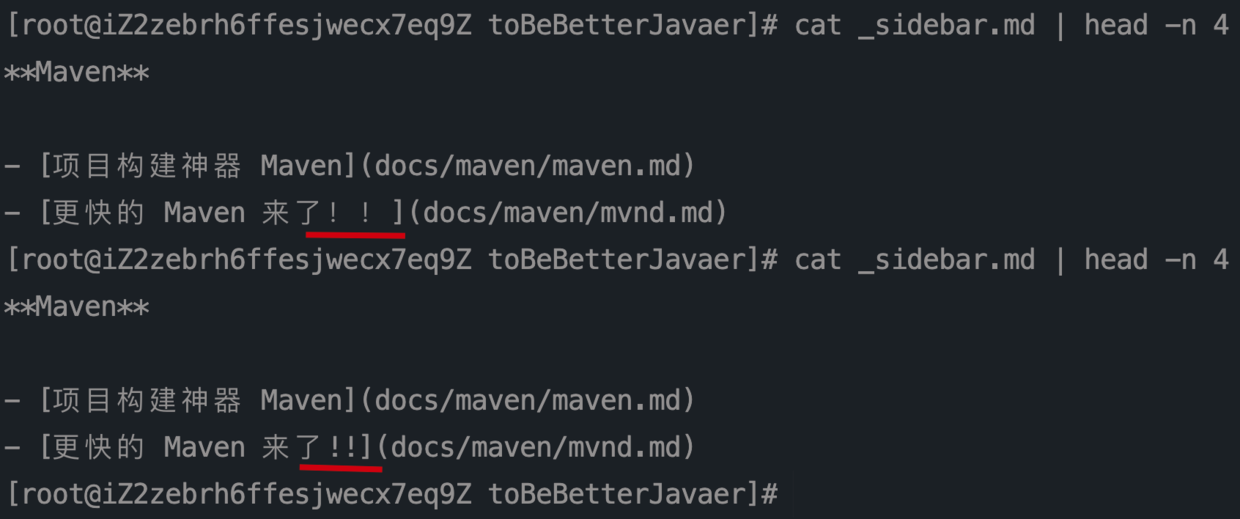 [root@iZ2zebrh6ffesjwecx7eq9Z toBeBetterJavaer]# cat _sidebar.md | head -n 4
**Maven**
- [项目构建神器 Maven](docs/maven/maven.md)
- [更快的 Maven 来了！！](docs/maven/mvnd.md)
[root@iZ2zebrh6ffesjwecx7eq9Z toBeBetterJavaer]# cat _sidebar.md | head -n 4
**Maven**
- [项目构建神器 Maven](docs/maven/maven.md)
- [更快的 Maven 来了!!](docs/maven/mvnd.md)
[root@iZ2zebrh6ffesjwecx7eq9Z toBeBetterJavaer]#